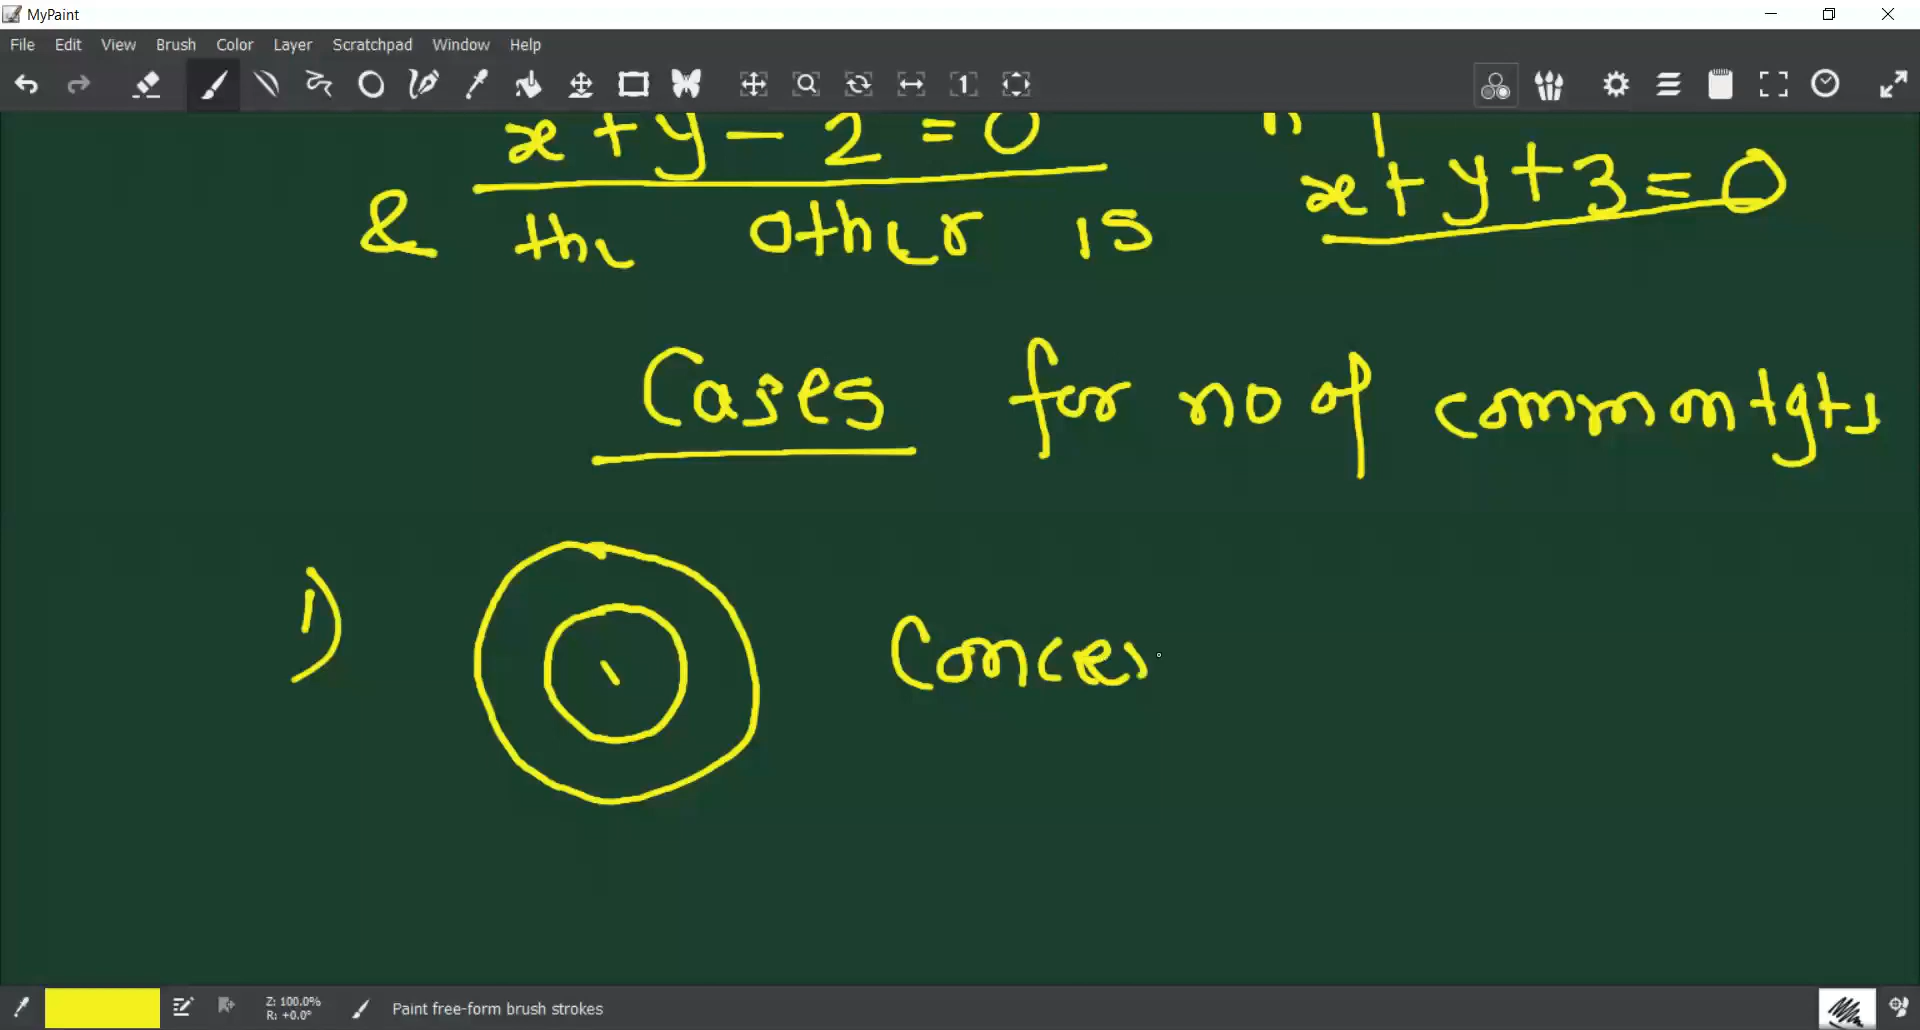 MyPaint
File Edit View Brush Color Layer Scratchpad Window Help
x + y - 2 = 0
x + y + 3 = 0
& the other is
Cases for no of common tgts
1) Conce
Z: 100.0%
R: +0.0°
Paint free-form brush strokes